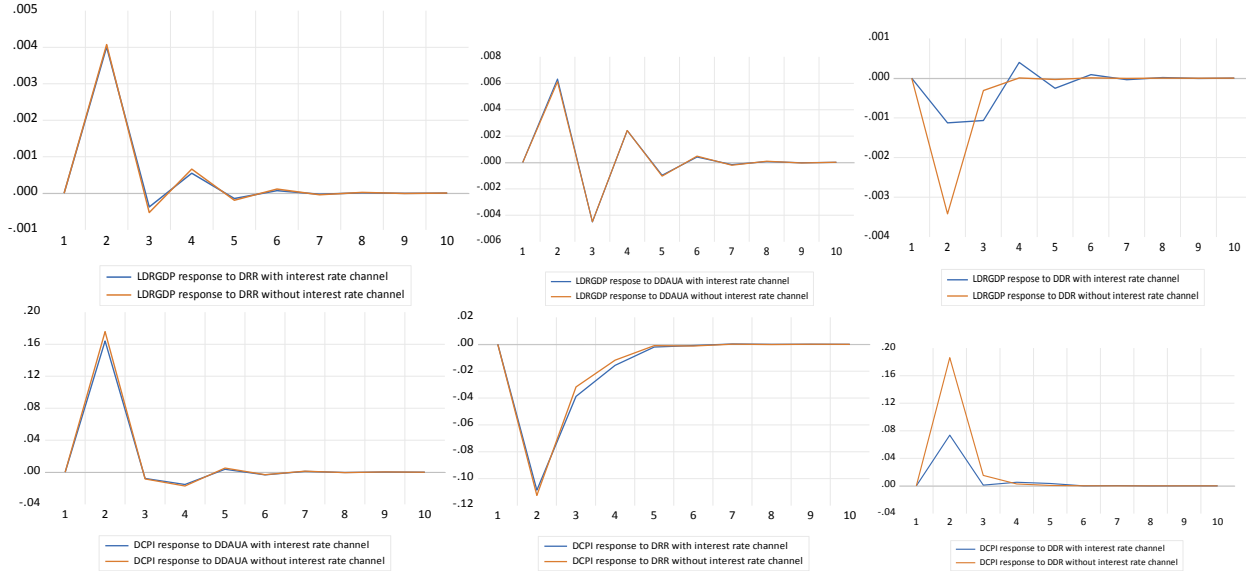 .005
.004
.003
.002
.001
.000
-.001
1 2 3 4 5 6 7 8 9 10
LDRGDP response to DRR with interest rate channel
LDRGDP response to DRR without interest rate channel
.008
.006
.004
.002
.000
-.002
-.004
-.006
1 2 3 4 5 6 7 8 9 10
LDRGDP respose to DDAUA with interest rate channel
LDRGDP response to DDAUA without interest rate channel
.001
.000
-.001
-.002
-.003
-.004
1 2 3 4 5 6 7 8 9 10
LDRGDP respose to DDR with interest rate channel
LDRGDP response to DDR without interest rate channel
.20
.16
.12
.08
.04
.00
-.04
1 2 3 4 5 6 7 8 9 10
DCPI response to DDAUA with interest rate channel
DCPI response to DDAUA without interest rate channel
.02
.00
-.02
-.04
-.06
-.08
-.10
-.12
1 2 3 4 5 6 7 8 9 10
DCPI response to DRR with interest rate channel
DCPI response to DRR without interest rate channel
.20
.16
.12
.08
.04
.00
-.04
1 2 3 4 5 6 7 8 9 10
DCPI response to DDR with interest rate channel
DCPI response to DDR without interest rate channel